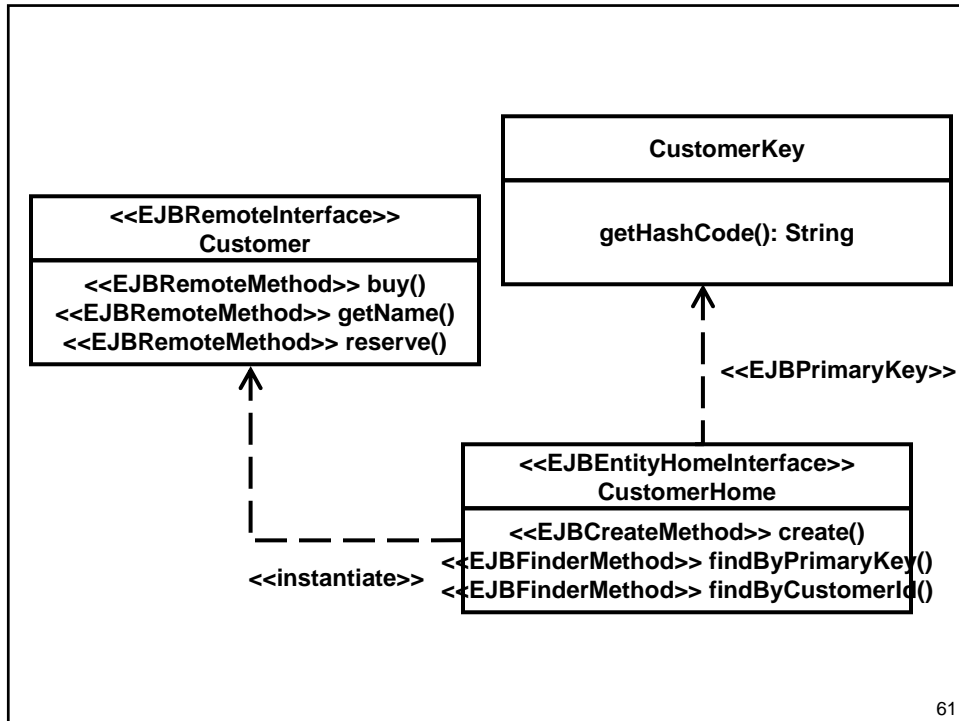 CustomerKey
getHashCode(): String
<<EJBRemoteInterface>>
Customer
<<EJBRemoteMethod>> buy()
<<EJBRemoteMethod>> getName()
<<EJBRemoteMethod>> reserve()
<<EJBPrimaryKey>>
<<EJBEntityHomeInterface>>
CustomerHome
<<EJBCreateMethod>> create()
<<EJBFinderMethod>> findByPrimaryKey()
<<EJBFinderMethod>> findByCustomerId()
<<instantiate>>
61